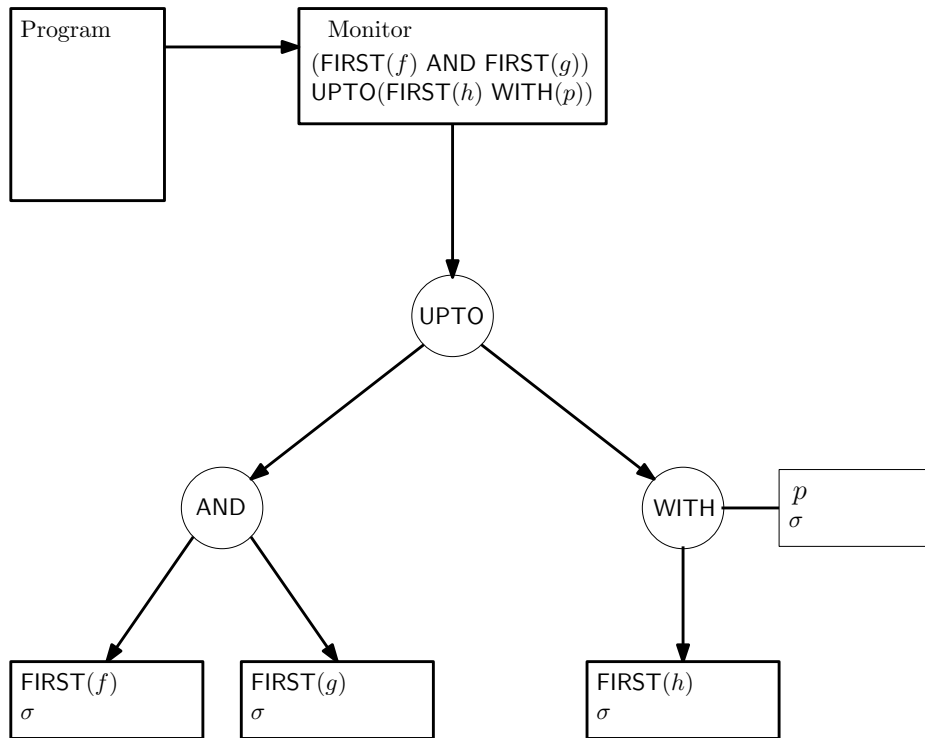 Program
Monitor
(FIRST(f) AND FIRST(g))
UPTO(FIRST(h) WITH(p))
UPTO
AND
WITH
p
σ
FIRST(f)
σ
FIRST(g)
σ
FIRST(h)
σ